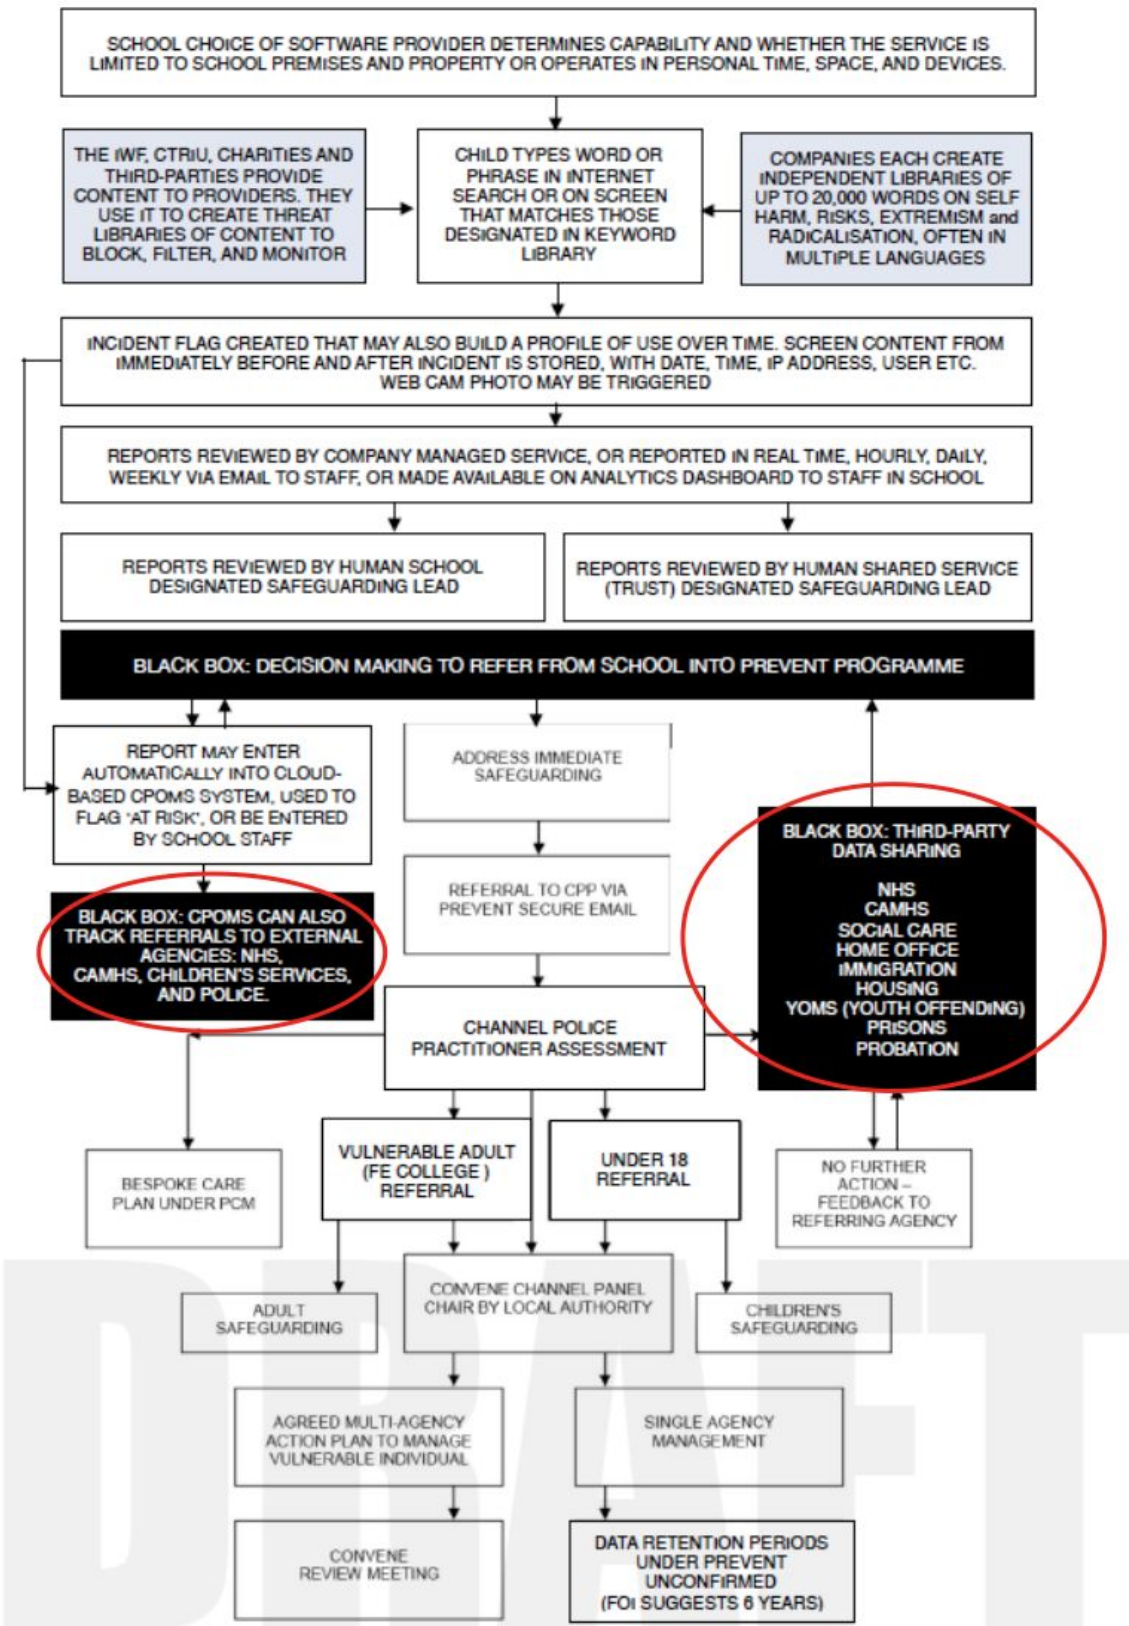 SCHOOL CHOICE OF SOFTWARE PROVIDER DETERMINES CAPABILITY AND WHETHER THE SERVICE IS
LIMITED TO SCHOOL PREMISES AND PROPERTY OR OPERATES IN PERSONAL TIME, SPACE, AND DEVICES.
THE IWF, CTRIU, CHARITIES AND
THIRD-PARTIES PROVIDE
CONTENT TO PROVIDERS. THEY
USE IT TO CREATE THREAT
LIBRARIES OF CONTENT TO
BLOCK, FILTER, AND MONITOR
CHILD TYPES WORD OR
PHRASE IN INTERNET
SEARCH OR ON SCREEN
THAT MATCHES THOSE
DESIGNATED IN KEYWORD
LIBRARY
COMPANIES EACH CREATE
INDEPENDENT LIBRARIES OF
UP TO 20,000 WORDS ON SELF
HARM, RISKS, EXTREMISM and
RADICALISATION, OFTEN IN
MULTIPLE LANGUAGES
INCIDENT FLAG CREATED THAT MAY ALSO BUILD A PROFILE OF USE OVER TIME. SCREEN CONTENT FROM
IMMEDIATELY BEFORE AND AFTER INCIDENT IS STORED, WITH DATE, TIME, IP ADDRESS, USER ETC.
WEB CAM PHOTO MAY BE TRIGGERED
REPORTS REVIEWED BY COMPANY MANAGED SERVICE, OR REPORTED IN REAL TIME, HOURLY, DAILY,
WEEKLY VIA EMAIL TO STAFF, OR MADE AVAILABLE ON ANALYTICS DASHBOARD TO STAFF IN SCHOOL
REPORTS REVIEWED BY HUMAN SCHOOL
DESIGNATED SAFEGUARDING LEAD
REPORTS REVIEWED BY HUMAN SHARED SERVICE
(TRUST) DESIGNATED SAFEGUARDING LEAD
BLACK BOX: DECISION MAKING TO REFER FROM SCHOOL INTO PREVENT PROGRAMME
REPORT MAY ENTER
AUTOMATICALLY INTO CLOUD-
BASED CPOMS SYSTEM, USED TO
FLAG 'AT RISK', OR BE ENTERED
BY SCHOOL STAFF
ADDRESS IMMEDIATE
SAFEGUARDING
BLACK BOX: THIRD-PARTY
DATA SHARING
NHS
CAMHS
SOCIAL CARE
HOME OFFICE
IMMIGRATION
HOUSING
YOMS (YOUTH OFFENDING)
PRISONS
PROBATION
REFERRAL TO CPP VIA
PREVENT SECURE EMAIL
BLACK BOX: CPOMS CAN ALSO
TRACK REFERRALS TO EXTERNAL
AGENCIES: NHS,
CAMHS, CHILDREN'S SERVICES,
AND POLICE.
CHANNEL POLICE
PRACTITIONER ASSESSMENT
BESPOKE CARE
PLAN UNDER PCM
VULNERABLE ADULT
(FE COLLEGE )
REFERRAL
UNDER 18
REFERRAL
NO FURTHER
ACTION –
FEEDBACK TO
REFERRING AGENCY
ADULT
SAFEGUARDING
CONVENE CHANNEL PANEL
CHAIR BY LOCAL AUTHORITY
CHILDREN'S
SAFEGUARDING
AGREED MULTI-AGENCY
ACTION PLAN TO MANAGE
VULNERABLE INDIVIDUAL
SINGLE AGENCY
MANAGEMENT
CONVENE
REVIEW MEETING
DATA RETENTION PERIODS
UNDER PREVENT
UNCONFIRMED
(FOI SUGGESTS 6 YEARS)
DRAFT